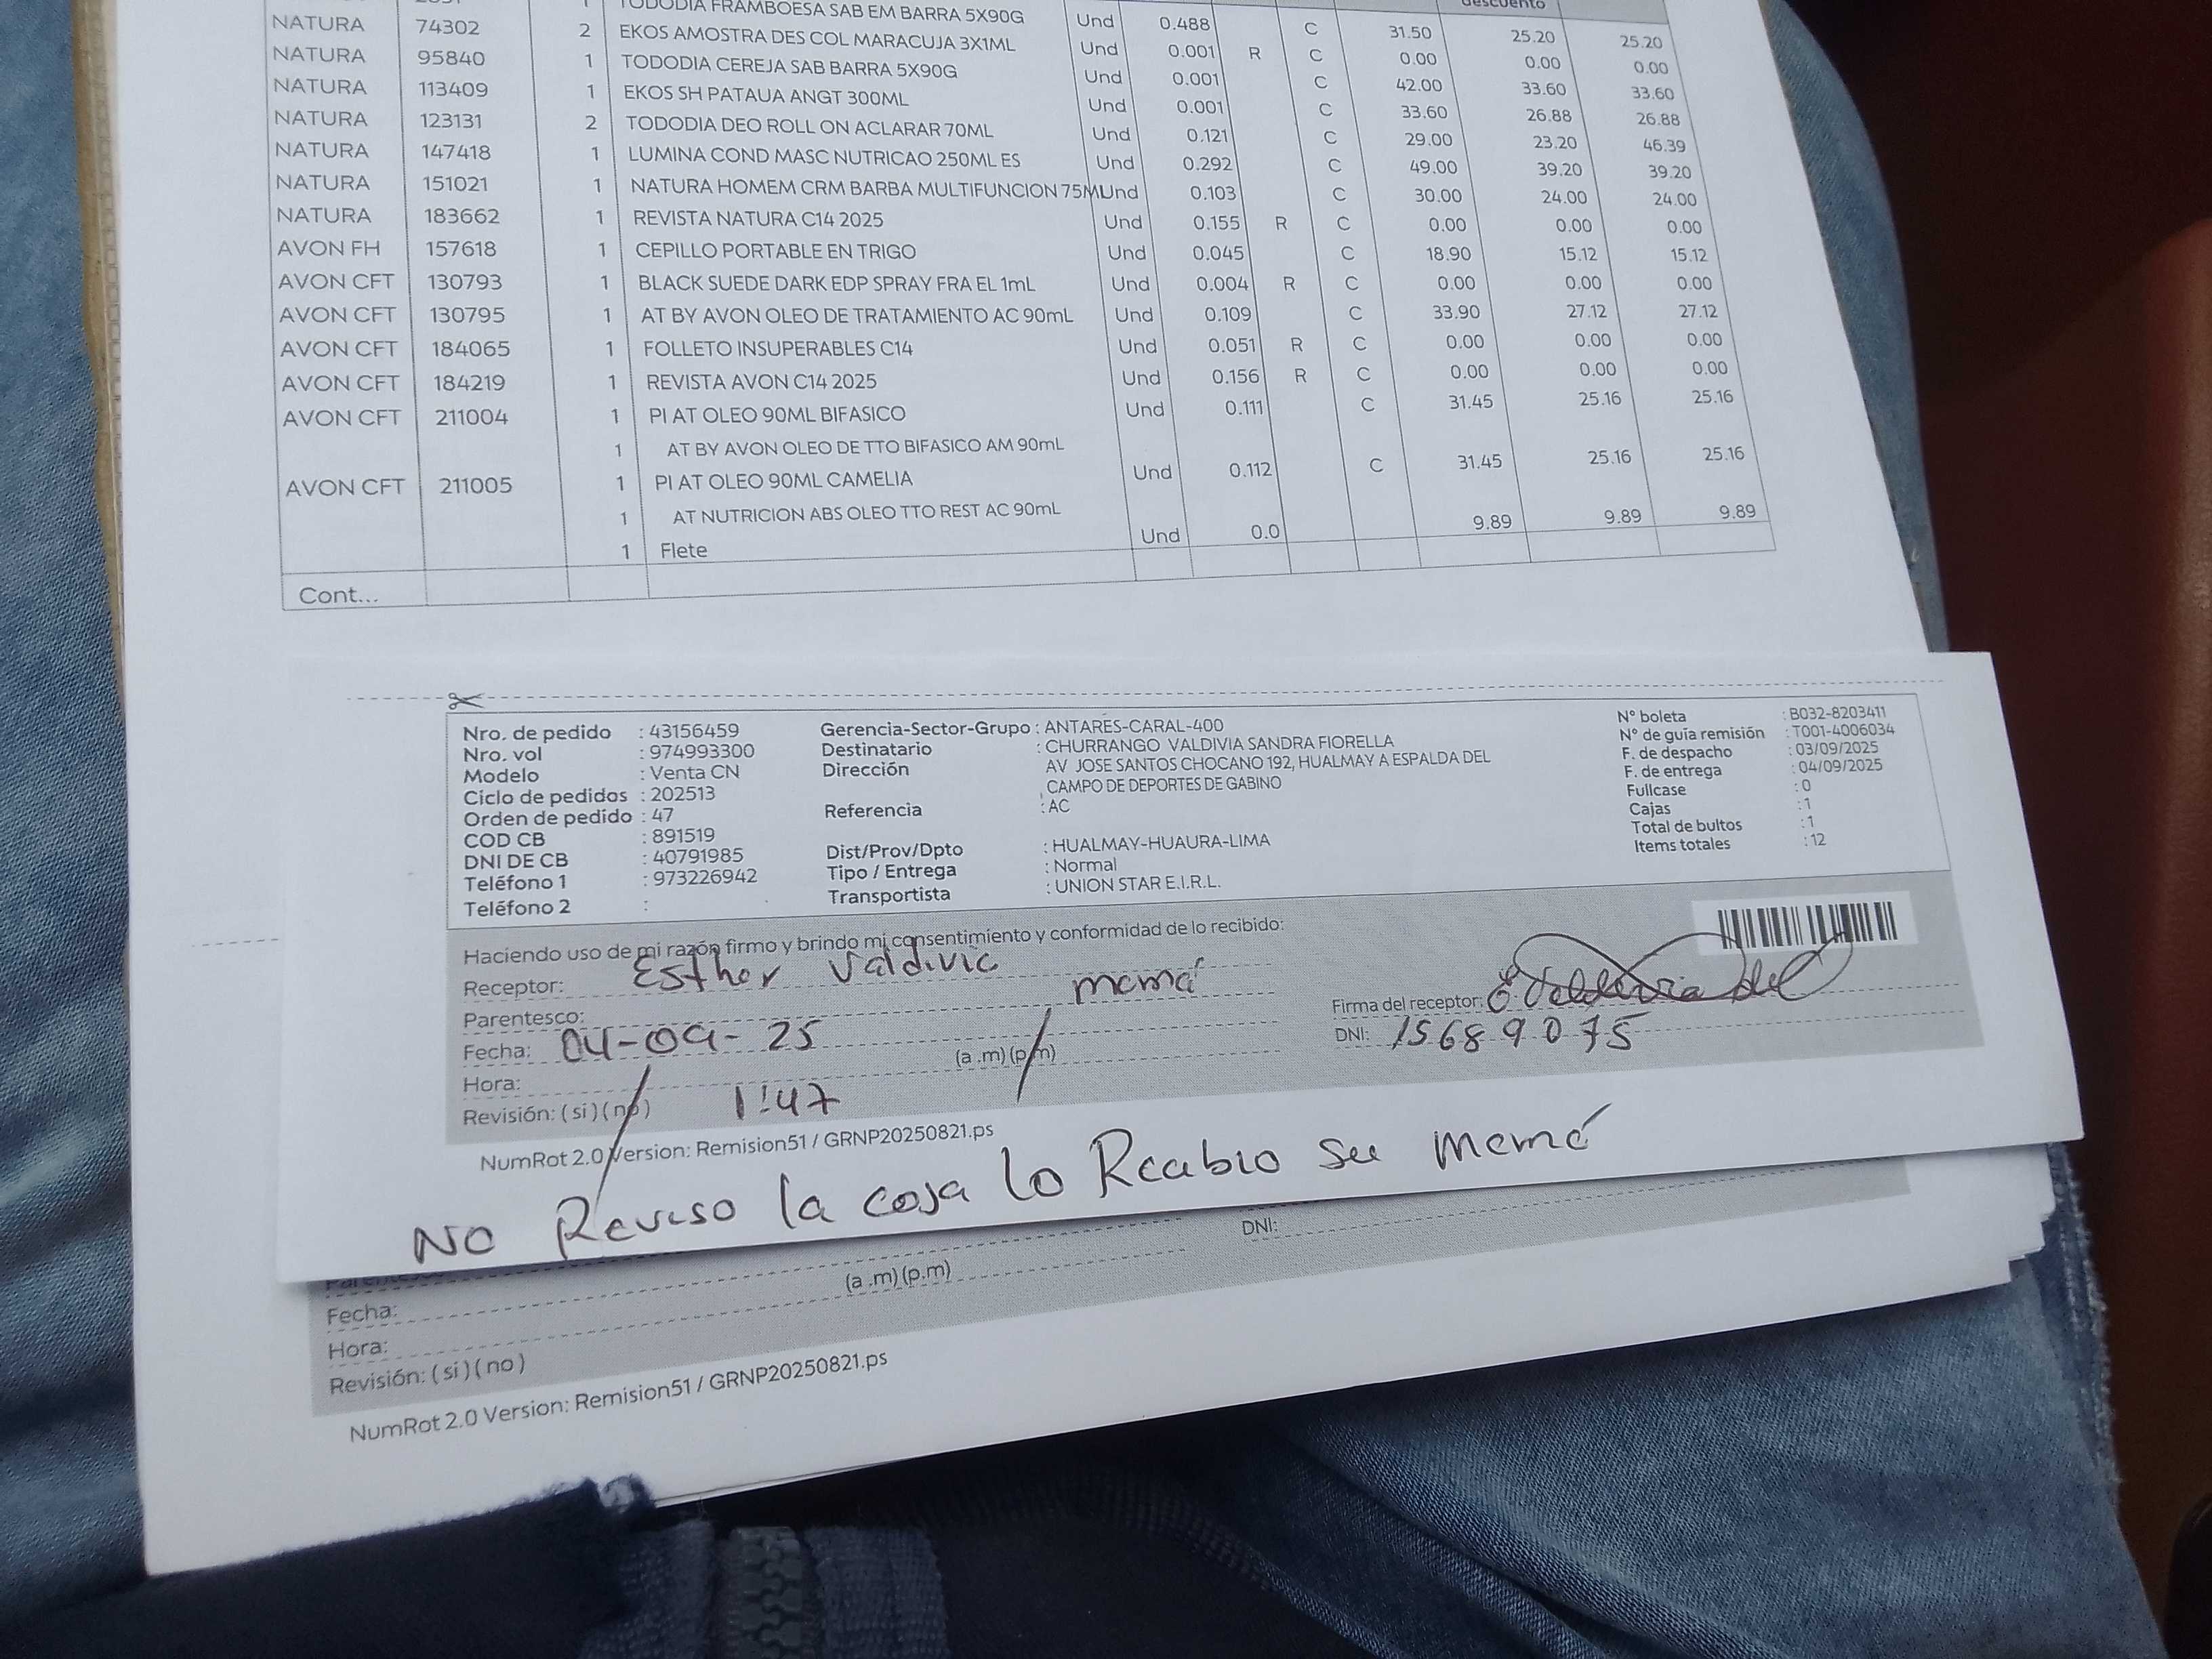 descuento
1 TODODIA FRAMBOESA SAB EM BARRA 5X90G Und 0.488 C 31.50 25.20 25.20
NATURA 74302 2 EKOS AMOSTRA DES COL MARACUJA 3X1ML Und 0.001 R C 0.00 0.00 0.00
NATURA 95840 1 TODODIA CEREJA SAB BARRA 5X90G Und 0.001 C 42.00 33.60 33.60
NATURA 113409 1 EKOS SH PATAUA ANGT 300ML Und 0.001 C 33.60 26.88 26.88
NATURA 123131 2 TODODIA DEO ROLL ON ACLARAR 70ML Und 0.121 C 29.00 23.20 46.39
NATURA 147418 1 LUMINA COND MASC NUTRICAO 250ML ES Und 0.292 C 49.00 39.20 39.20
NATURA 151021 1 NATURA HOMEM CRM BARBA MULTIFUNCION 75ML Und 0.103 C 30.00 24.00 24.00
NATURA 183662 1 REVISTA NATURA C14 2025 Und 0.155 R C 0.00 0.00 0.00
AVON FH 157618 1 CEPILLO PORTABLE EN TRIGO Und 0.045 C 18.90 15.12 15.12
AVON CFT 130793 1 BLACK SUEDE DARK EDP SPRAY FRA EL 1mL Und 0.004 R C 0.00 0.00 0.00
AVON CFT 130795 1 AT BY AVON OLEO DE TRATAMIENTO AC 90mL Und 0.109 C 33.90 27.12 27.12
AVON CFT 184065 1 FOLLETO INSUPERABLES C14 Und 0.051 R C 0.00 0.00 0.00
AVON CFT 184219 1 REVISTA AVON C14 2025 Und 0.156 R C 0.00 0.00 0.00
AVON CFT 211004 1 PI AT OLEO 90ML BIFASICO Und 0.111 C 31.45 25.16 25.16
1 AT BY AVON OLEO DE TTO BIFASICO AM 90mL
AVON CFT 211005 1 PI AT OLEO 90ML CAMELIA Und 0.112 C 31.45 25.16 25.16
1 AT NUTRICION ABS OLEO TTO REST AC 90mL
1 Flete Und 0.0 9.89 9.89 9.89
Cont...
Nro. de pedido : 43156459 Gerencia-Sector-Grupo : ANTARES-CARAL-400 N° boleta : B032-8203411
Nro. vol : 974993300 Destinatario : CHURRANGO VALDIVIA SANDRA FIORELLA N° de guía remisión : T001-4006034
Modelo : Venta CN Dirección AV JOSE SANTOS CHOCANO 192, HUALMAY A ESPALDA DEL F. de despacho : 03/09/2025
Ciclo de pedidos : 202513 , CAMPO DE DEPORTES DE GABINO F. de entrega : 04/09/2025
Orden de pedido : 47 Referencia : AC Fullcase : 0
COD CB : 891519 Cajas : 1
DNI DE CB : 40791985 Dist/Prov/Dpto : HUALMAY-HUAURA-LIMA Total de bultos : 1
Teléfono 1 : 973226942 Tipo / Entrega : Normal Items totales : 12
Teléfono 2 : Transportista : UNION STAR E.I.R.L.
Haciendo uso de mi razón firmo y brindo mi consentimiento y conformidad de lo recibido:
Receptor: Esther Valdivia
Parentesco: mamá Firma del receptor: E Valdivia de
Fecha: 04-09-25 (a .m) (p.m) DNI: 15689075
Hora: 1:47
Revisión: ( si ) ( no )
NumRot 2.0 Version: Remision51 / GRNP20250821.ps
NO Reviso la caja lo Recibio su mamá
Parentesco DNI:
Fecha: (a .m) (p.m)
Hora:
Revisión: ( si ) ( no )
NumRot 2.0 Version: Remision51 / GRNP20250821.ps